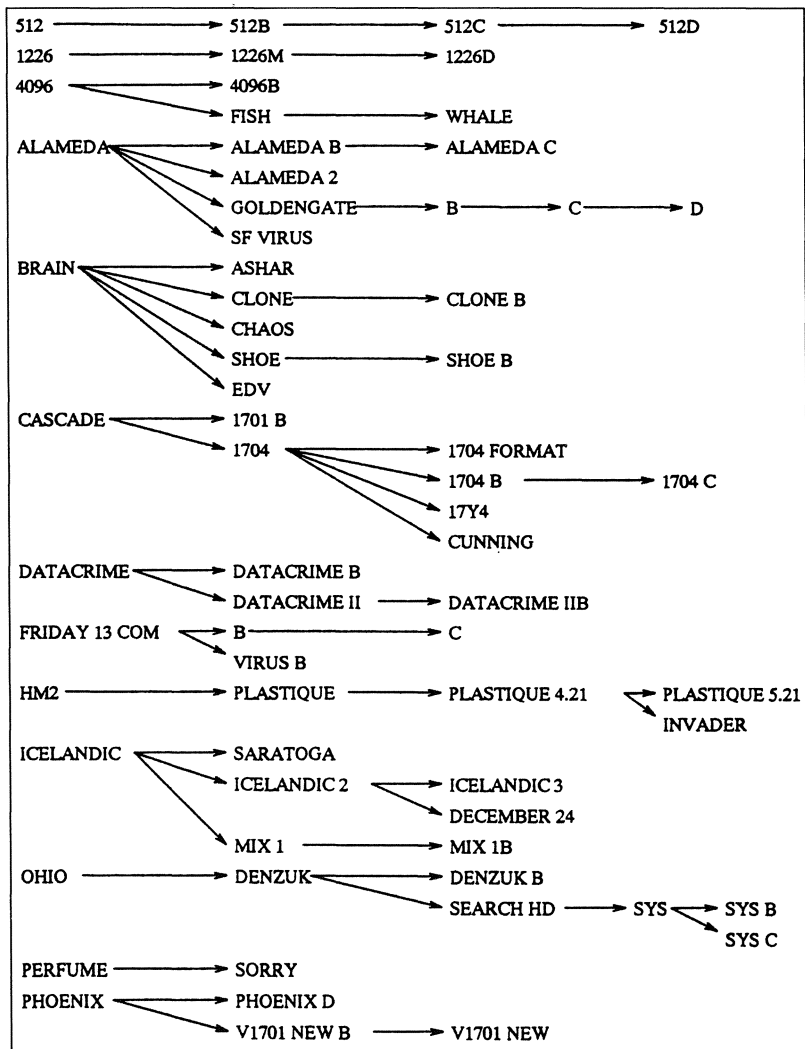 512 512B 512C 512D
1226 1226M 1226D
4096 4096B
FISH WHALE
ALAMEDA ALAMEDA B ALAMEDA C
ALAMEDA 2
GOLDENGATE B C D
SF VIRUS
BRAIN ASHAR
CLONE CLONE B
CHAOS
SHOE SHOE B
EDV
CASCADE 1701 B
1704 1704 FORMAT
1704 B 1704 C
17Y4
CUNNING
DATACRIME DATACRIME B
DATACRIME II DATACRIME IIB
FRIDAY 13 COM B C
VIRUS B
HM2 PLASTIQUE PLASTIQUE 4.21 PLASTIQUE 5.21
INVADER
ICELANDIC SARATOGA
ICELANDIC 2 ICELANDIC 3
DECEMBER 24
MIX 1 MIX 1B
OHIO DENZUK DENZUK B
SEARCH HD SYS SYS B
SYS C
PERFUME SORRY
PHOENIX PHOENIX D
V1701 NEW B V1701 NEW